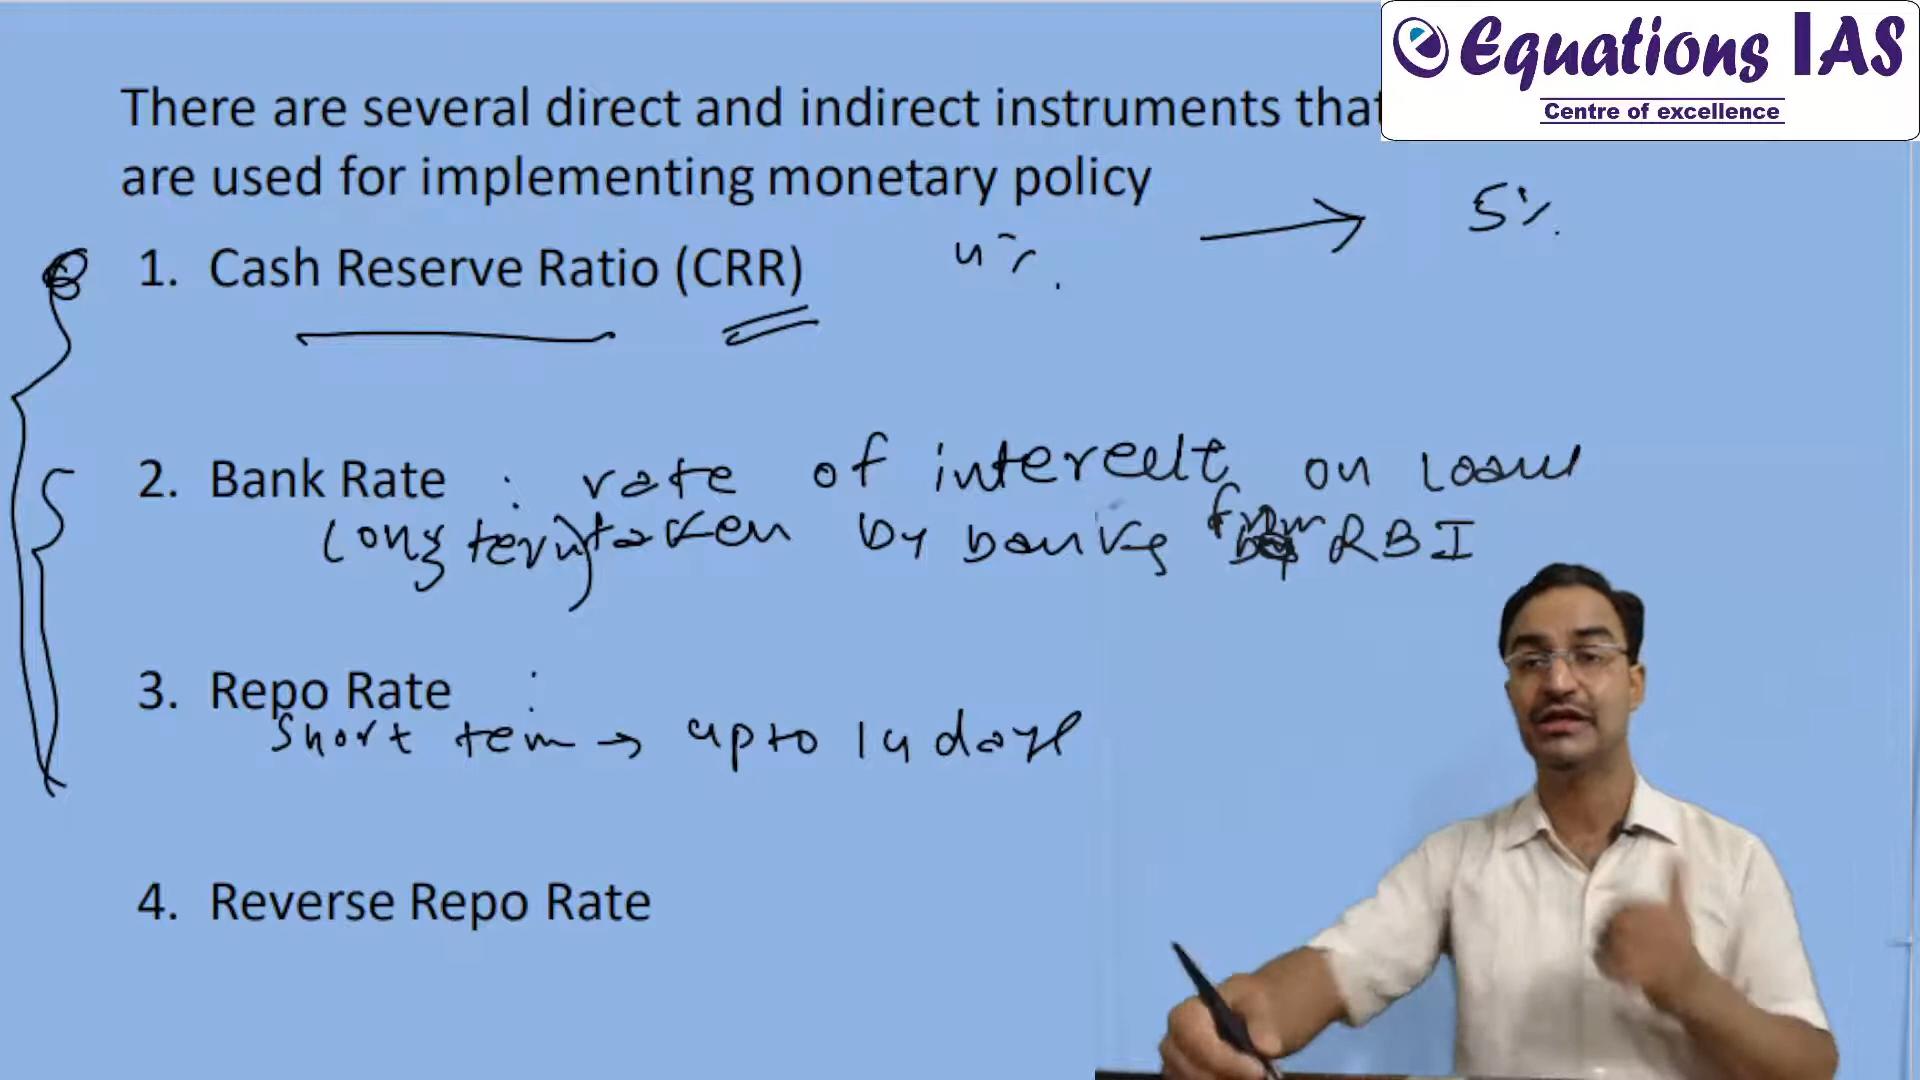 Equations IAS
Centre of excellence
There are several direct and indirect instruments that
are used for implementing monetary policy
→ 5%.
1. Cash Reserve Ratio (CRR) 4%.
2. Bank Rate : rate of interest on loans
(long term) taken by banks from RBI
3. Repo Rate :
Short term → upto 14 days
4. Reverse Repo Rate